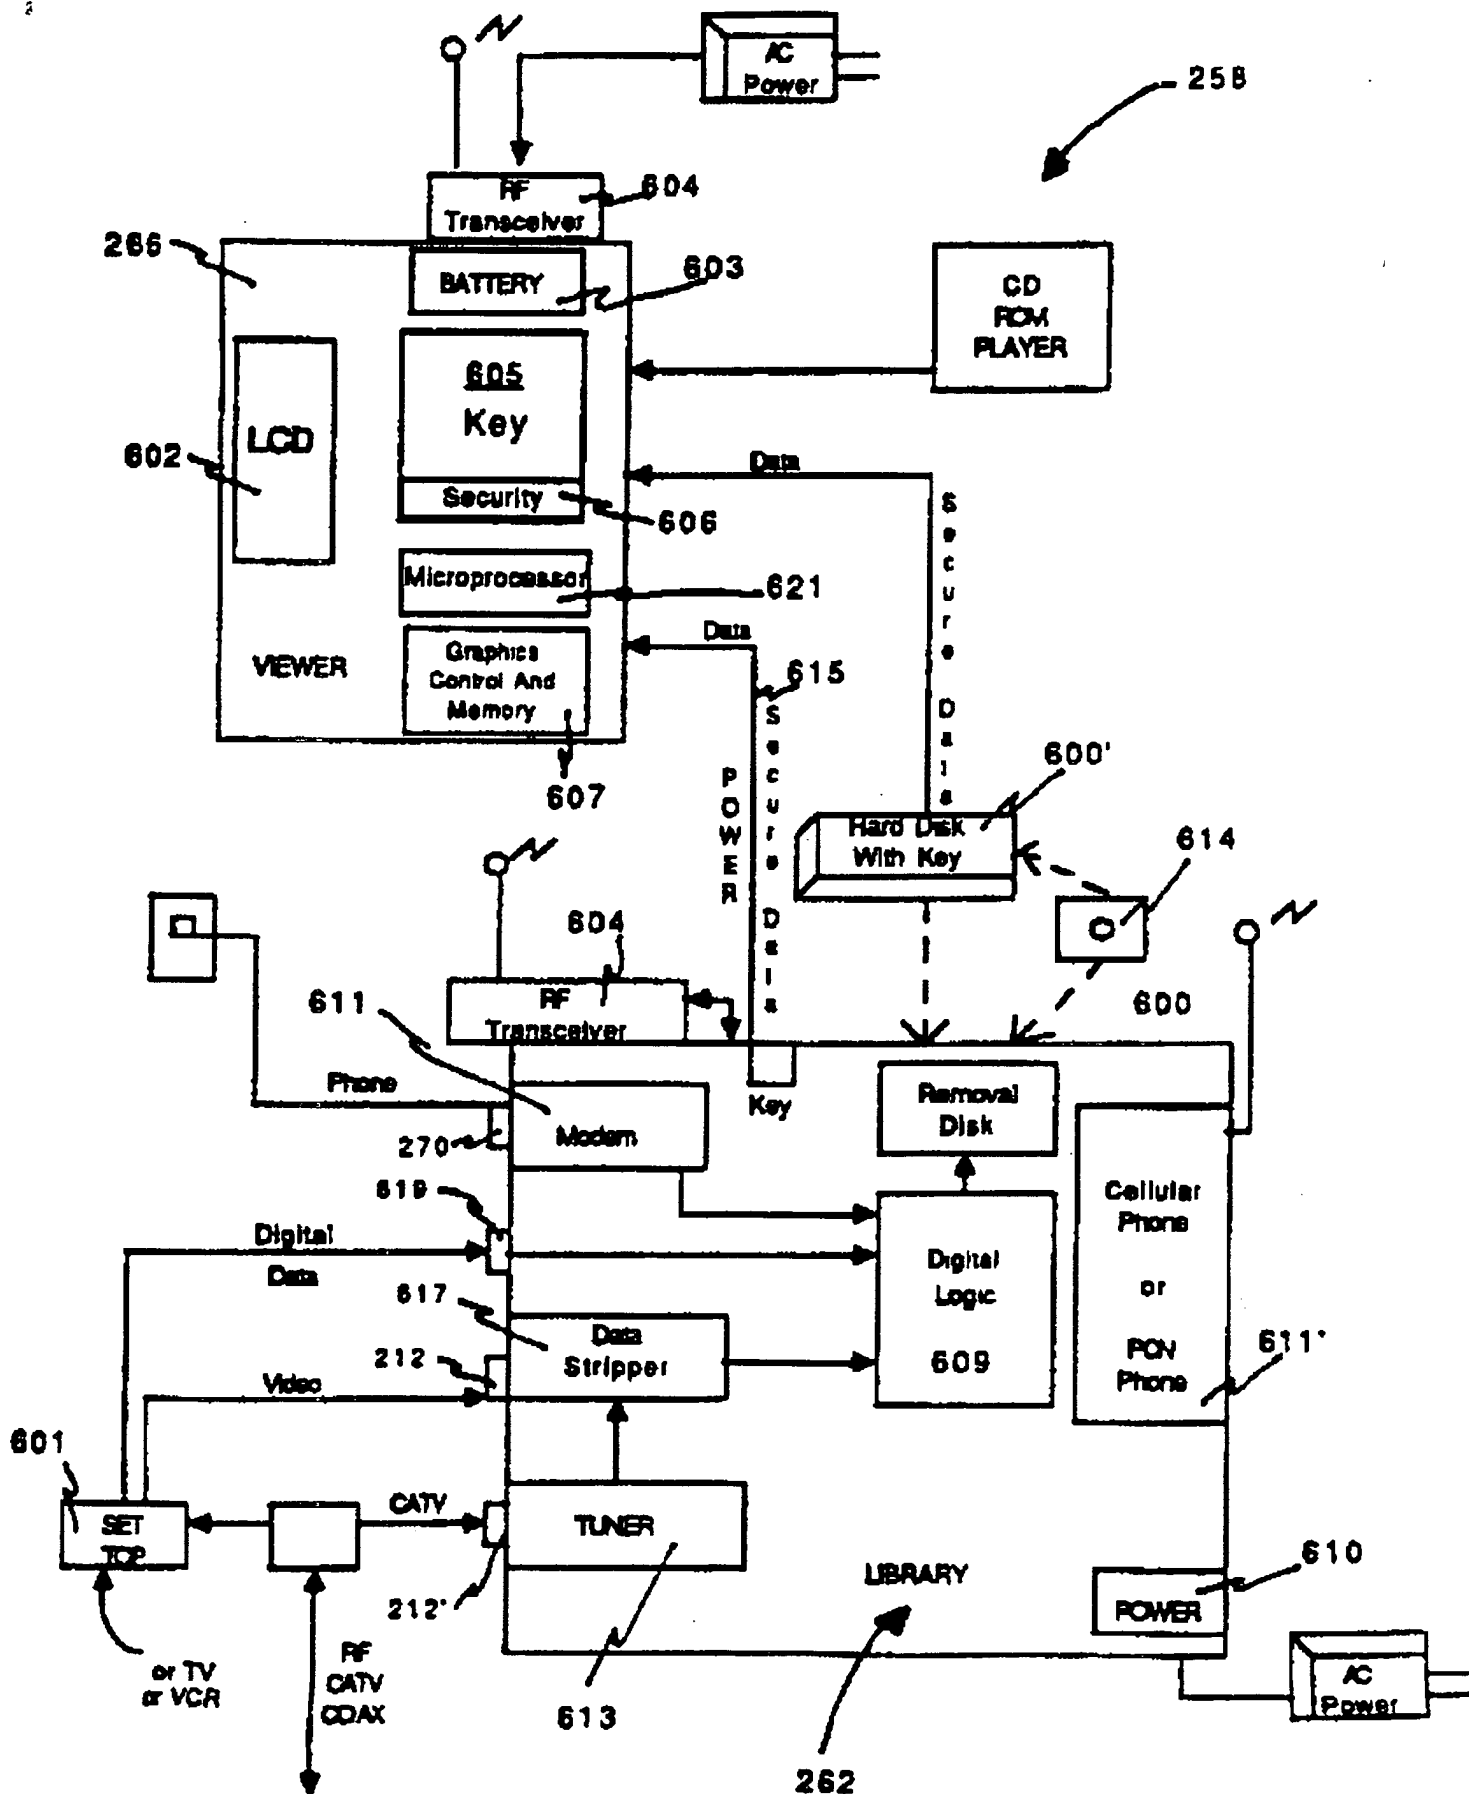 AC
Power
258
RF
Transceiver
604
266
BATTERY
603
CD
ROM
PLAYER
605
Key
LCD
602
Security
606
Data
Microprocessor
621
Data
Graphics
Control And
Memory
VIEWER
615
607
POWER
Secure Data
Secure Data
600'
Hard Disk
With Key
614
604
611
RF
Transceiver
600
Phone
Key
Removal
Disk
270
Modem
619
Digital
Data
Cellular
Phone
or
PCN
Phone
Digital
Logic
609
617
Data
Stripper
212
Video
611'
601
SET
TOP
CATV
TUNER
212'
LIBRARY
610
POWER
or TV
or VCR
RF
CATV
COAX
613
262
AC
Power